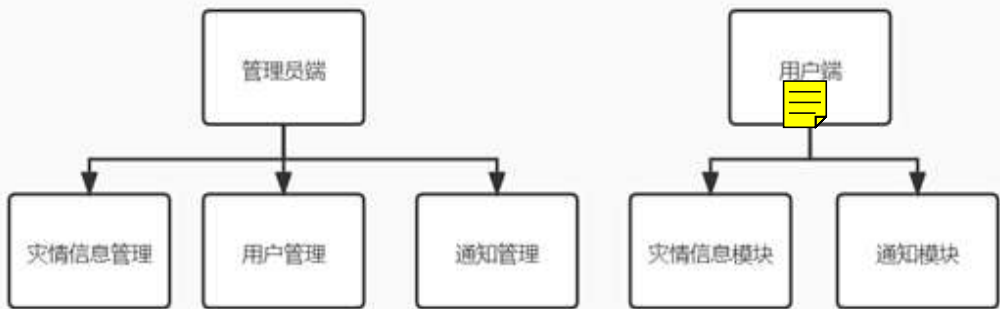 管理员端
用户端
灾情信息管理
用户管理
通知管理
灾情信息模块
通知模块